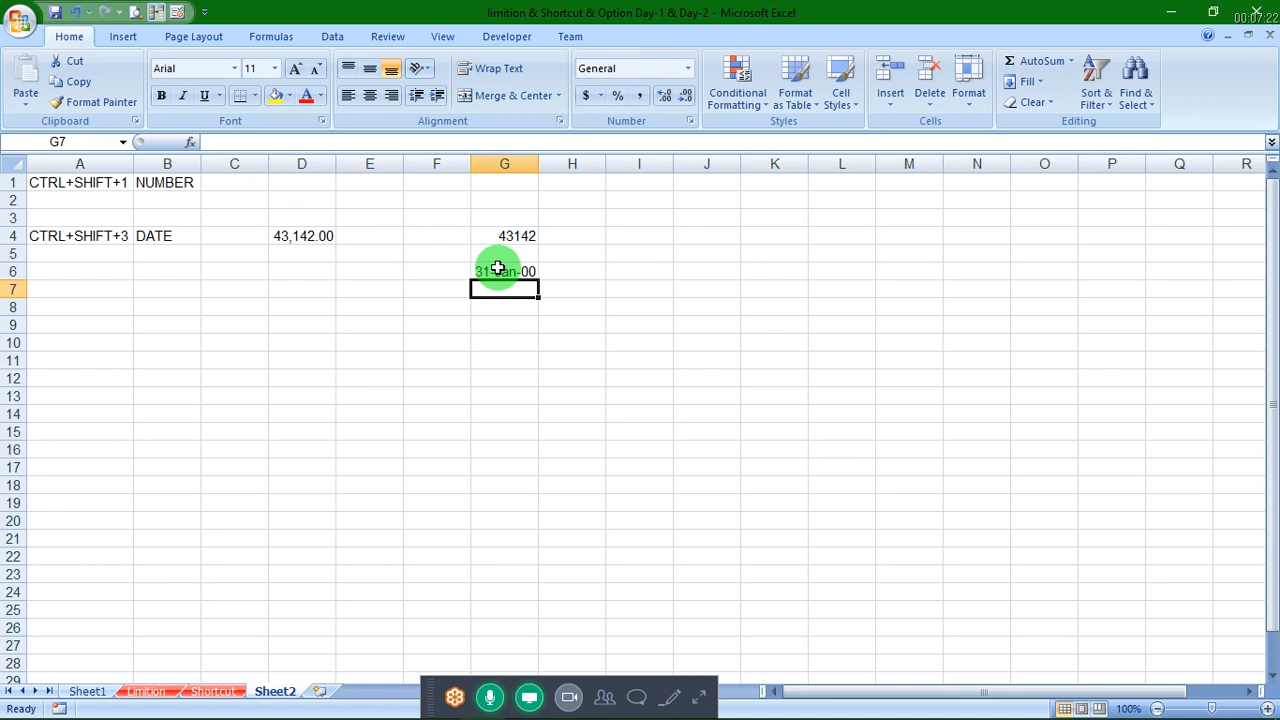 limition & Shortcut & Option Day-1 & Day-2 - Microsoft Excel
00:07:22
Home Insert Page Layout Formulas Data Review View Developer Team
Paste
Cut
Copy
Format Painter
Clipboard
Arial 11
B I U
Font
Wrap Text
Merge & Center
Alignment
General
$ % ,
Number
Conditional Formatting
Format as Table
Cell Styles
Styles
Insert Delete Format
Cells
AutoSum
Fill
Clear
Sort & Filter
Find & Select
Editing
G7 fx
A B C D E F G H I J K L M N O P Q R
1 CTRL+SHIFT+1 NUMBER
2
3
4 CTRL+SHIFT+3 DATE 43,142.00 43142
5
6 31-Jan-00
7
8
9
10
11
12
13
14
15
16
17
18
19
20
21
22
23
24
25
26
27
28
29
Sheet1 Limition Shortcut Sheet2
Ready
100%